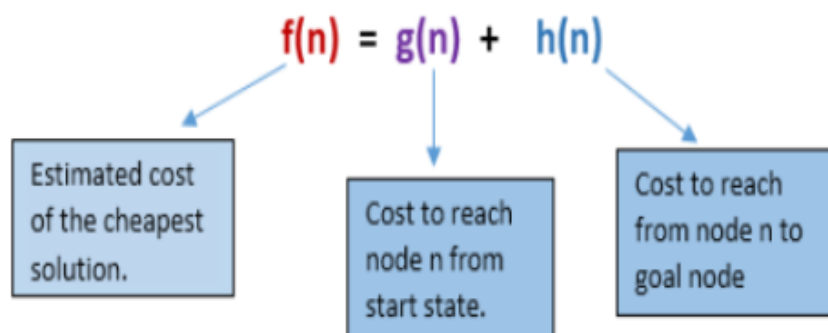 f(n) = g(n) + h(n)
Estimated cost
of the cheapest
solution.
Cost to reach
node n from
start state.
Cost to reach
from node n to
goal node